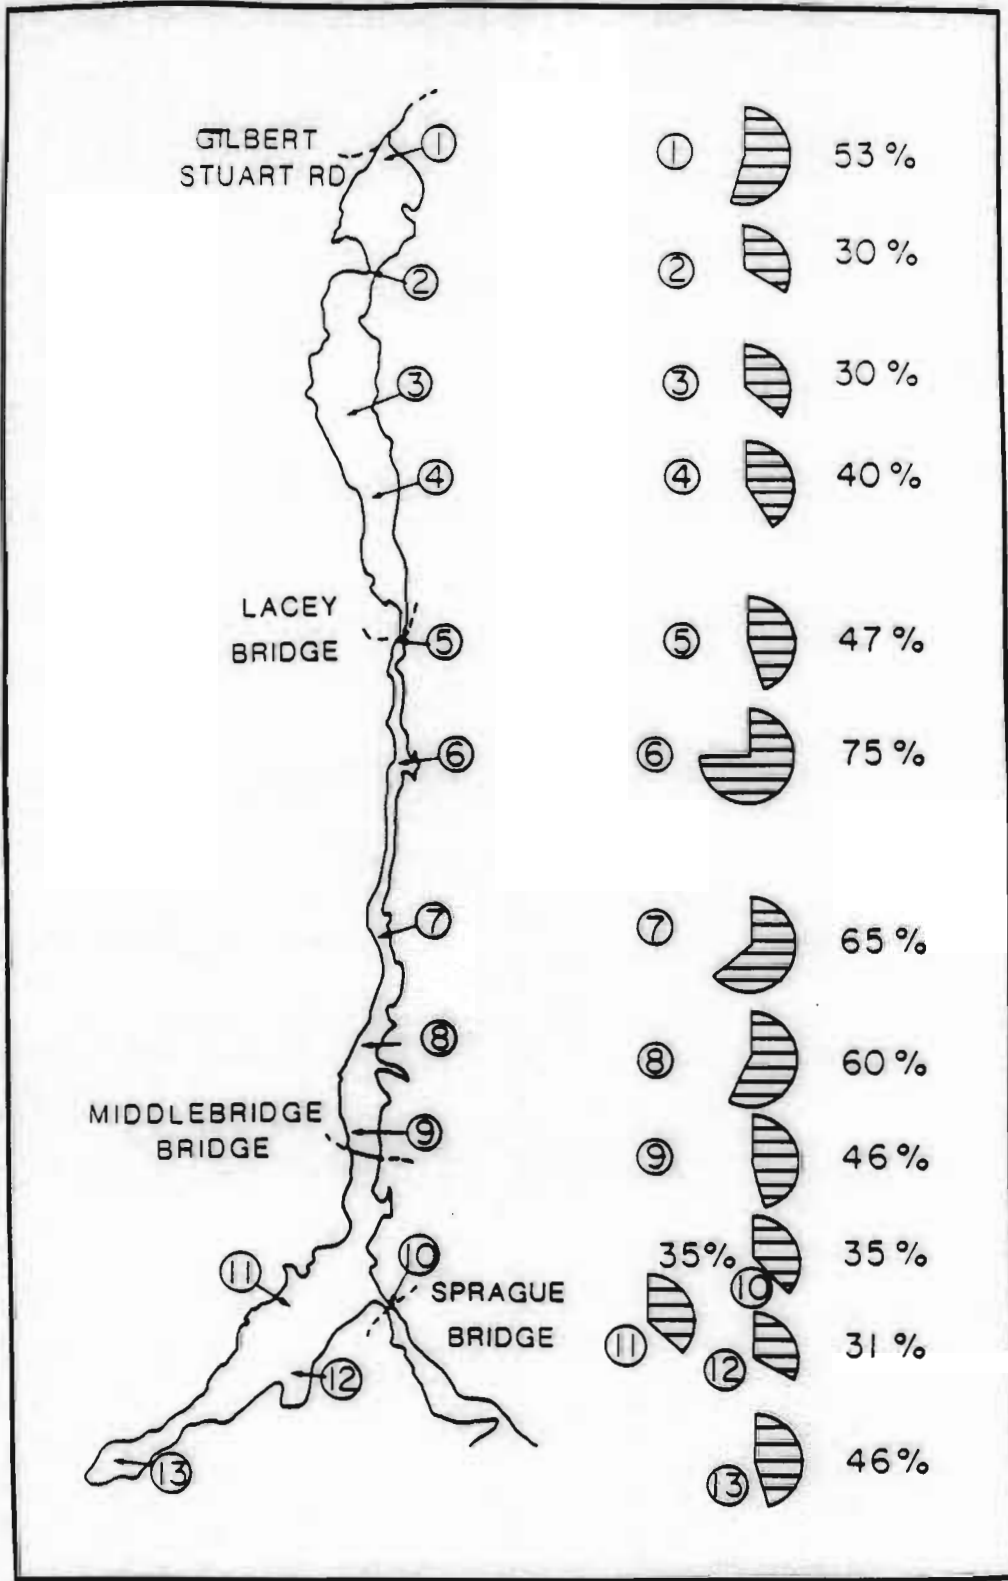 GILBERT
STUART RD
1
2
3
4
LACEY
BRIDGE
5
6
7
8
MIDDLEBRIDGE
BRIDGE
9
10
11
SPRAGUE
BRIDGE
12
13
1 53 %
2 30 %
3 30 %
4 40 %
5 47 %
6 75 %
7 65 %
8 60 %
9 46 %
10 35 %
11 35%
12 31 %
13 46 %